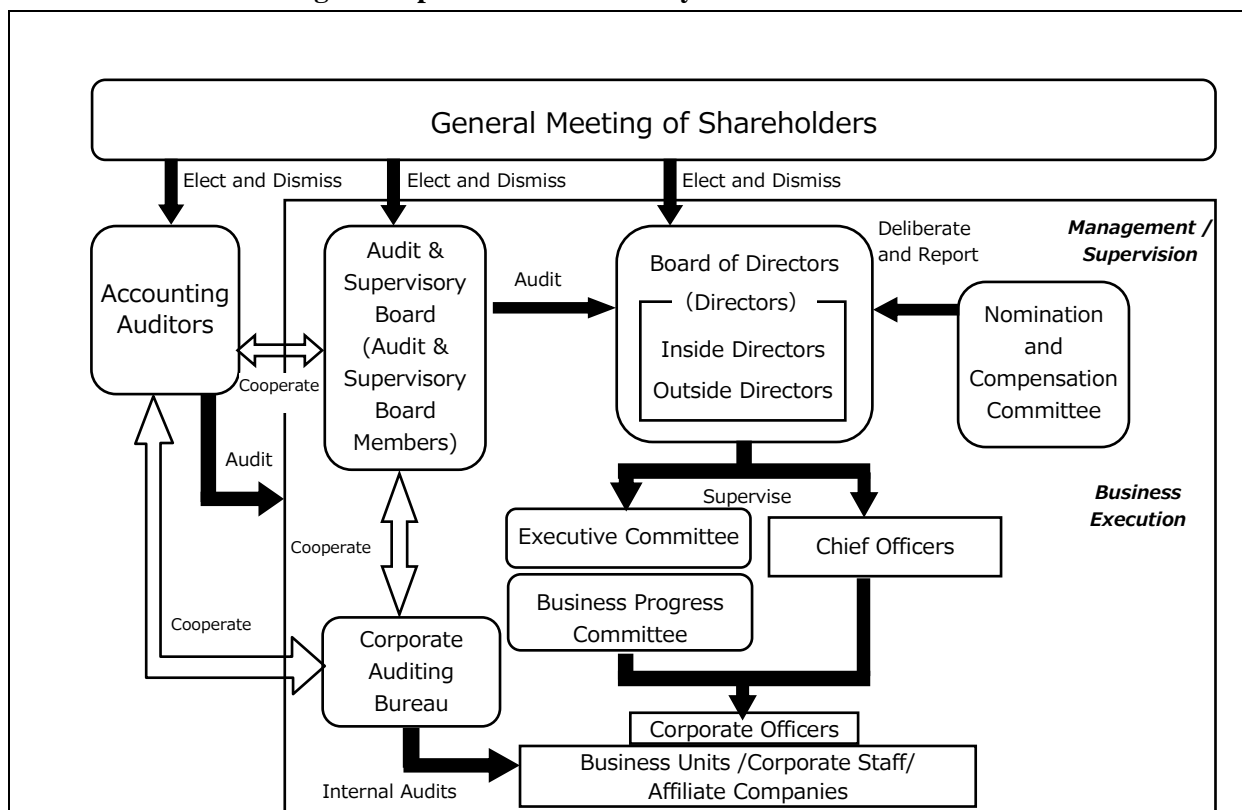 General Meeting of Shareholders
Elect and Dismiss
Elect and Dismiss
Elect and Dismiss
Accounting
Auditors
Audit &
Supervisory
Board
(Audit &
Supervisory
Board
Members)
Audit
Board of Directors
(Directors)
Inside Directors
Outside Directors
Deliberate
and Report
Management /
Supervision
Nomination
and
Compensation
Committee
Cooperate
Audit
Supervise
Business
Execution
Executive Committee
Chief Officers
Cooperate
Business Progress
Committee
Cooperate
Corporate
Auditing
Bureau
Corporate Officers
Business Units /Corporate Staff/
Affiliate Companies
Internal Audits